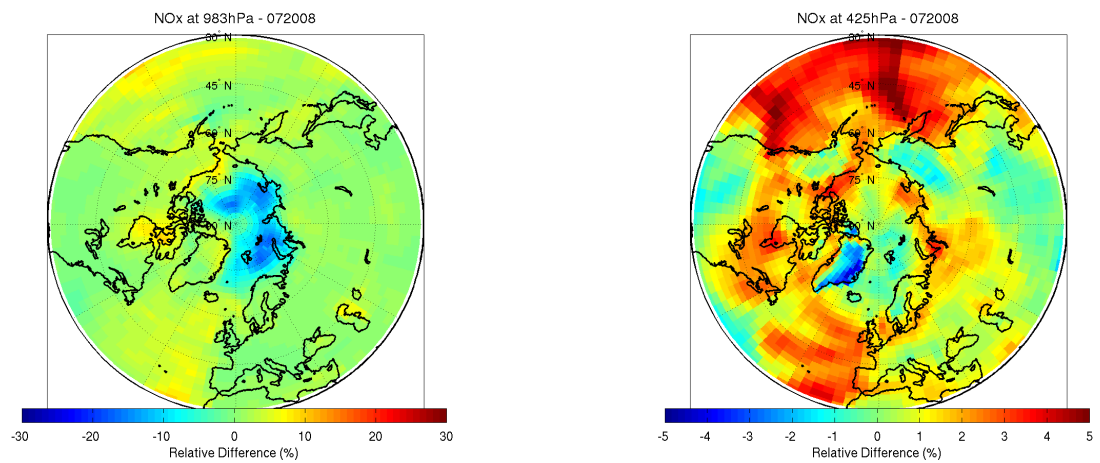 NOx at 983hPa - 072008
NOx at 425hPa - 072008
30° N
45° N
60° N
75° N
90° N
30° N
45° N
60° N
75° N
90° N
-30 -20 -10 0 10 20 30
Relative Difference (%)
-5 -4 -3 -2 -1 0 1 2 3 4 5
Relative Difference (%)